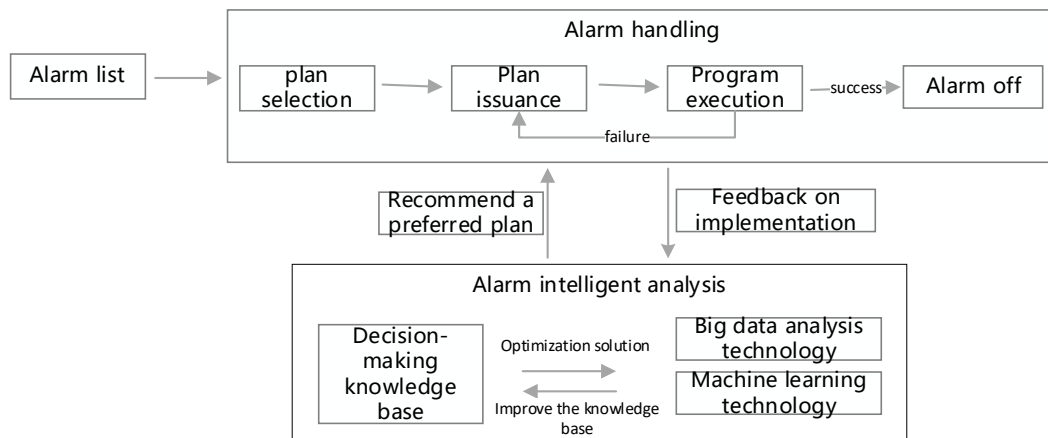 Alarm handling
Alarm list
plan
selection
Plan
issuance
Program
execution
success
Alarm off
failure
Recommend a
preferred plan
Feedback on
implementation
Alarm intelligent analysis
Decision-
making
knowledge
base
Optimization solution
Improve the knowledge
base
Big data analysis
technology
Machine learning
technology